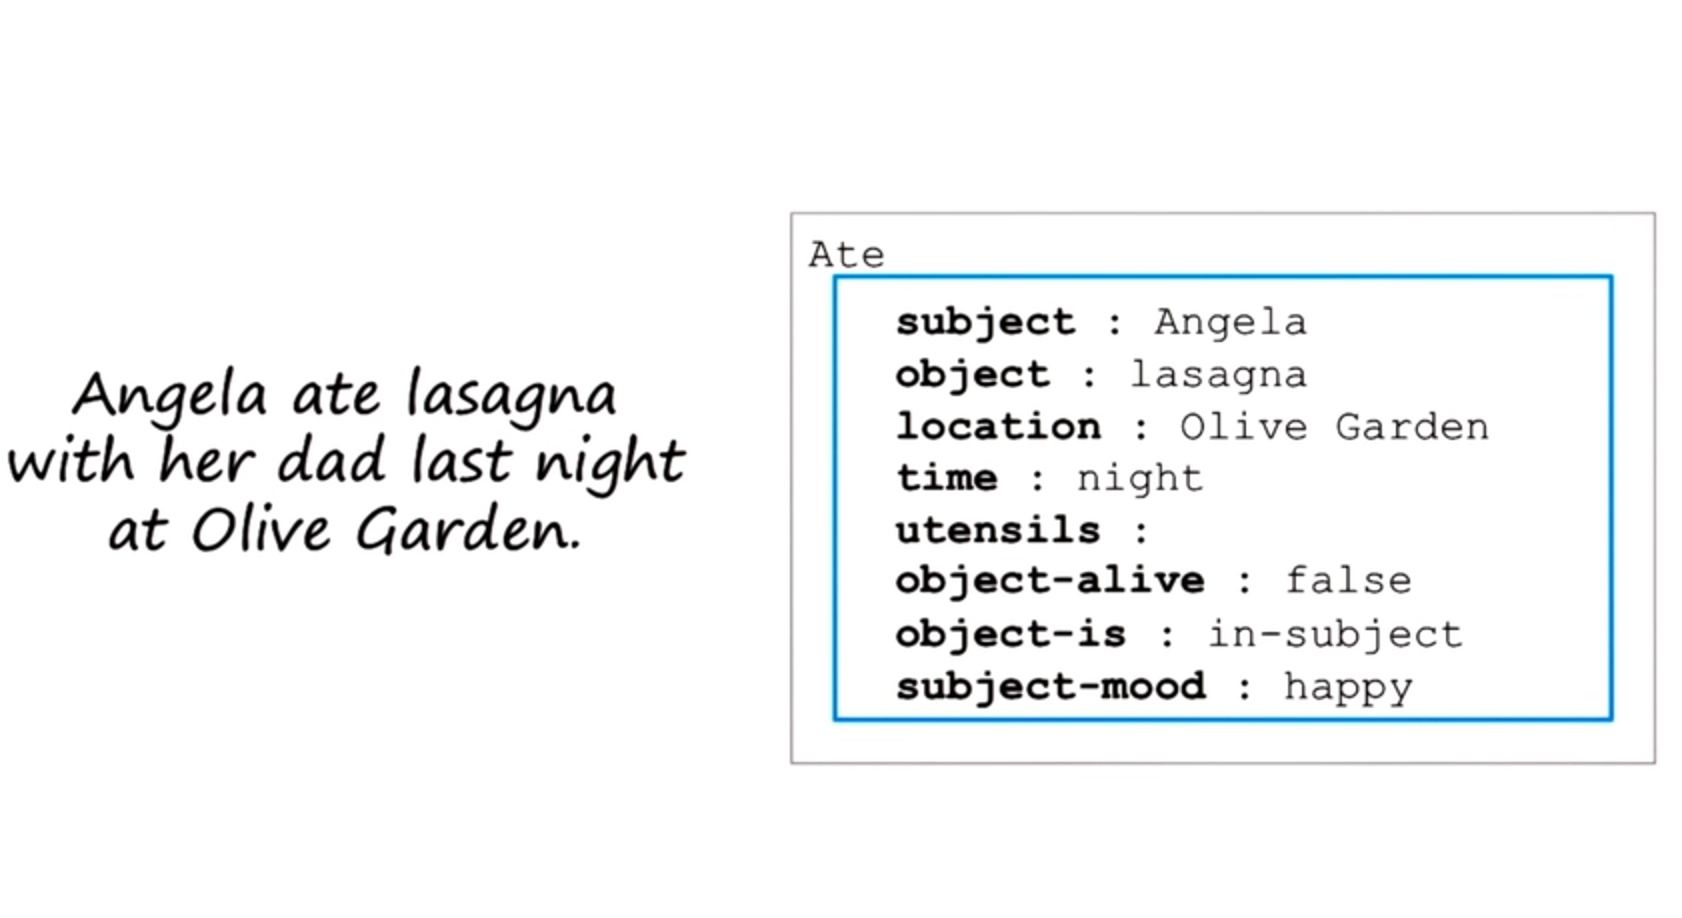 Angela ate lasagna
with her dad last night
at Olive Garden.
Ate
subject : Angela
object : lasagna
location : Olive Garden
time : night
utensils :
object-alive : false
object-is : in-subject
subject-mood : happy